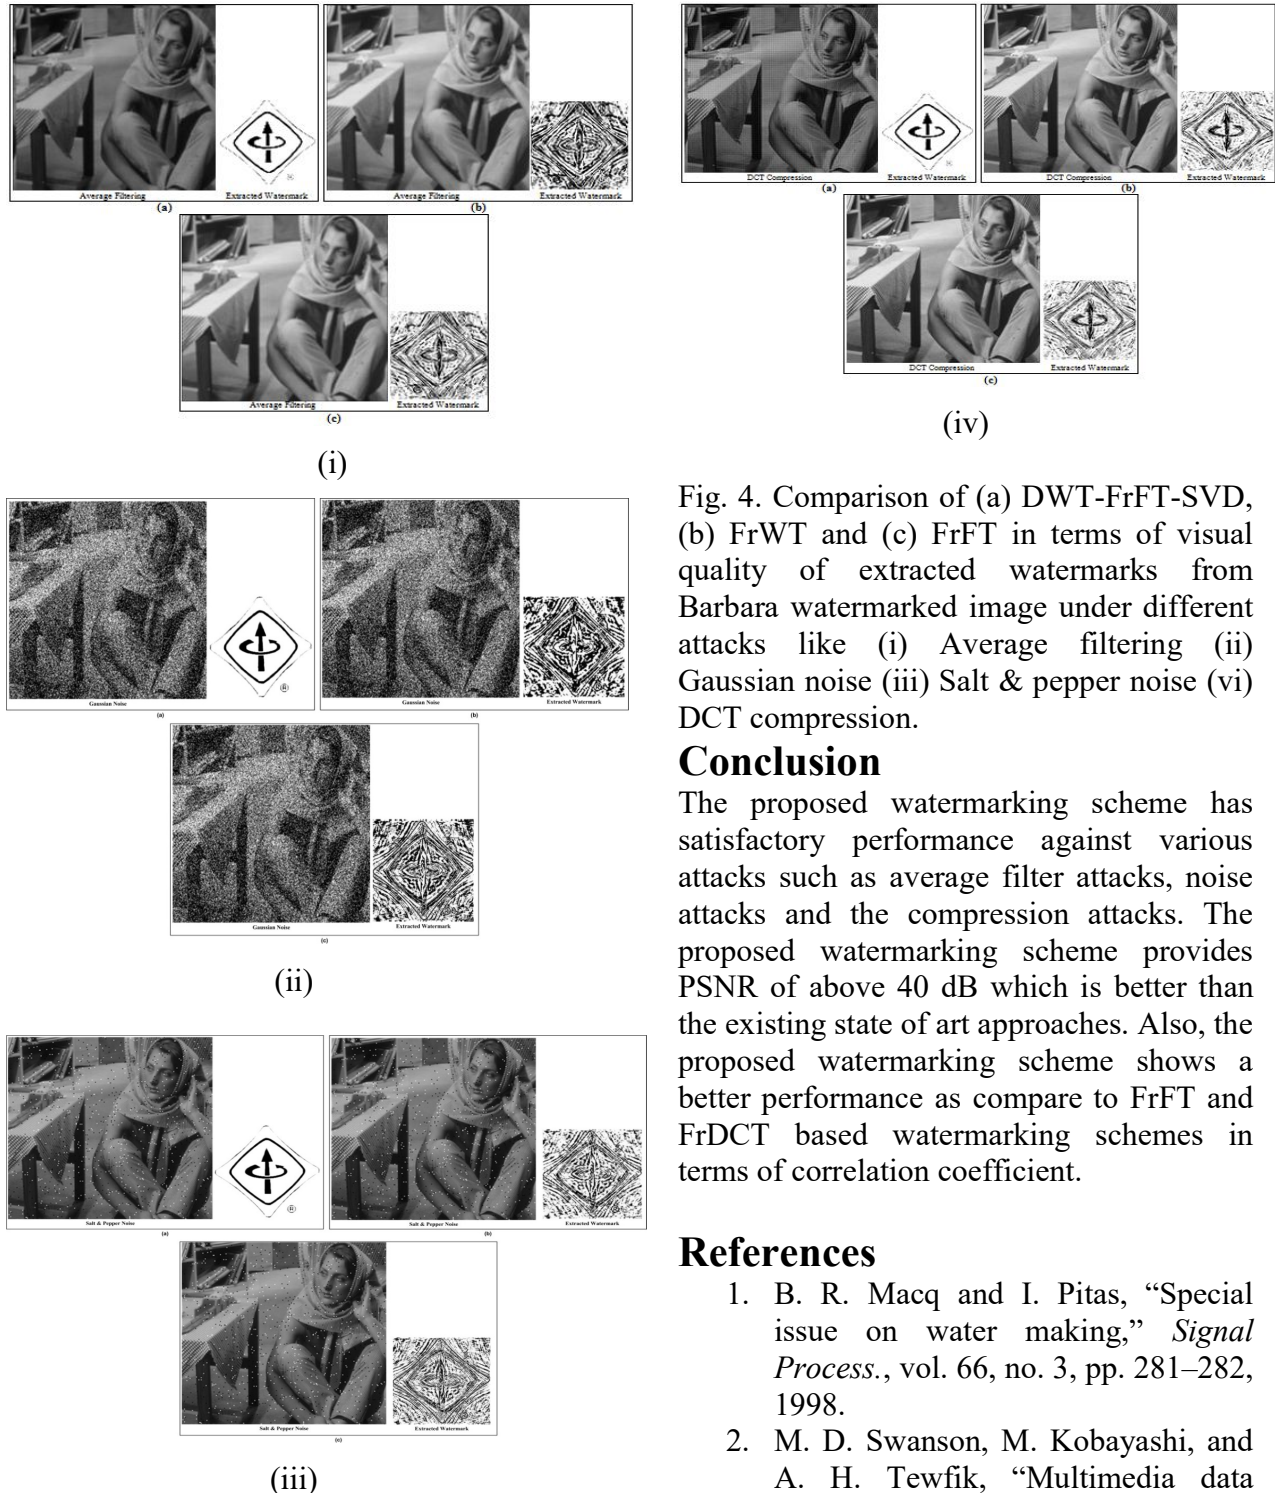 Average Filtering
Extracted Watermark
(a)
Average Filtering
Extracted Watermark
(b)
Average Filtering
Extracted Watermark
(c)
(i)
Gaussian Noise
(a)
Gaussian Noise
Extracted Watermark
(b)
Gaussian Noise
Extracted Watermark
(c)
(ii)
Salt & Pepper Noise
(a)
Salt & Pepper Noise
Extracted Watermark
(b)
Salt & Pepper Noise
Extracted Watermark
(c)
(iii)
DCT Compression
Extracted Watermark
(a)
DCT Compression
Extracted Watermark
(b)
DCT Compression
Extracted Watermark
(c)
(iv)
Fig. 4. Comparison of (a) DWT-FrFT-SVD,
(b) FrWT and (c) FrFT in terms of visual
quality of extracted watermarks from
Barbara watermarked image under different
attacks like (i) Average filtering (ii)
Gaussian noise (iii) Salt & pepper noise (vi)
DCT compression.
Conclusion
The proposed watermarking scheme has
satisfactory performance against various
attacks such as average filter attacks, noise
attacks and the compression attacks. The
proposed watermarking scheme provides
PSNR of above 40 dB which is better than
the existing state of art approaches. Also, the
proposed watermarking scheme shows a
better performance as compare to FrFT and
FrDCT based watermarking schemes in
terms of correlation coefficient.
References
1. B. R. Macq and I. Pitas, “Special
issue on water making,” Signal
Process., vol. 66, no. 3, pp. 281–282,
1998.
2. M. D. Swanson, M. Kobayashi, and
A. H. Tewfik, “Multimedia data